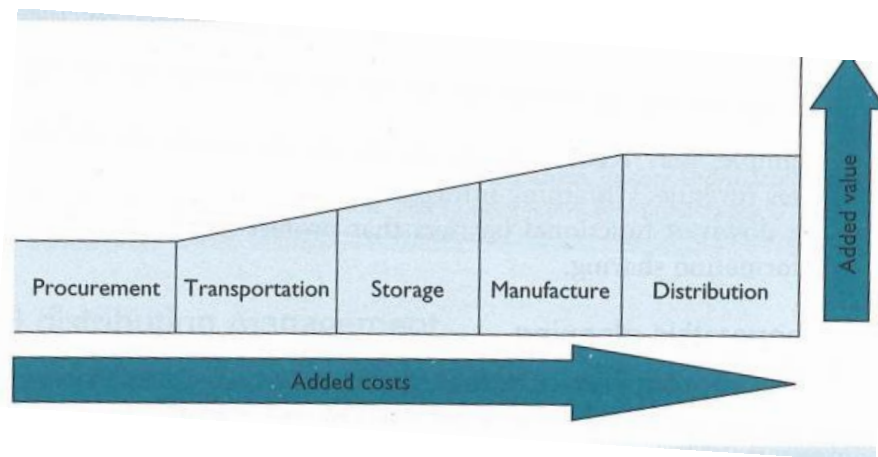 Procurement
Transportation
Storage
Manufacture
Distribution
Added value
Added costs